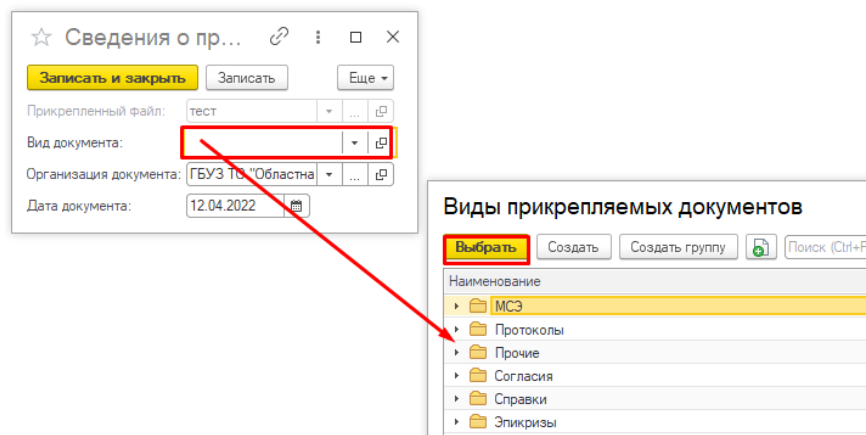 Сведения о пр...
Записать и закрыть Записать Еще
Прикрепленный файл: тест ...
Вид документа:
Организация документа: ГБУЗ ТО "Областна ...
Дата документа: 12.04.2022
Виды прикрепляемых документов
Выбрать Создать Создать группу Поиск (Ctrl+F
Наименование
МСЭ
Протоколы
Прочие
Согласия
Справки
Эпикризы